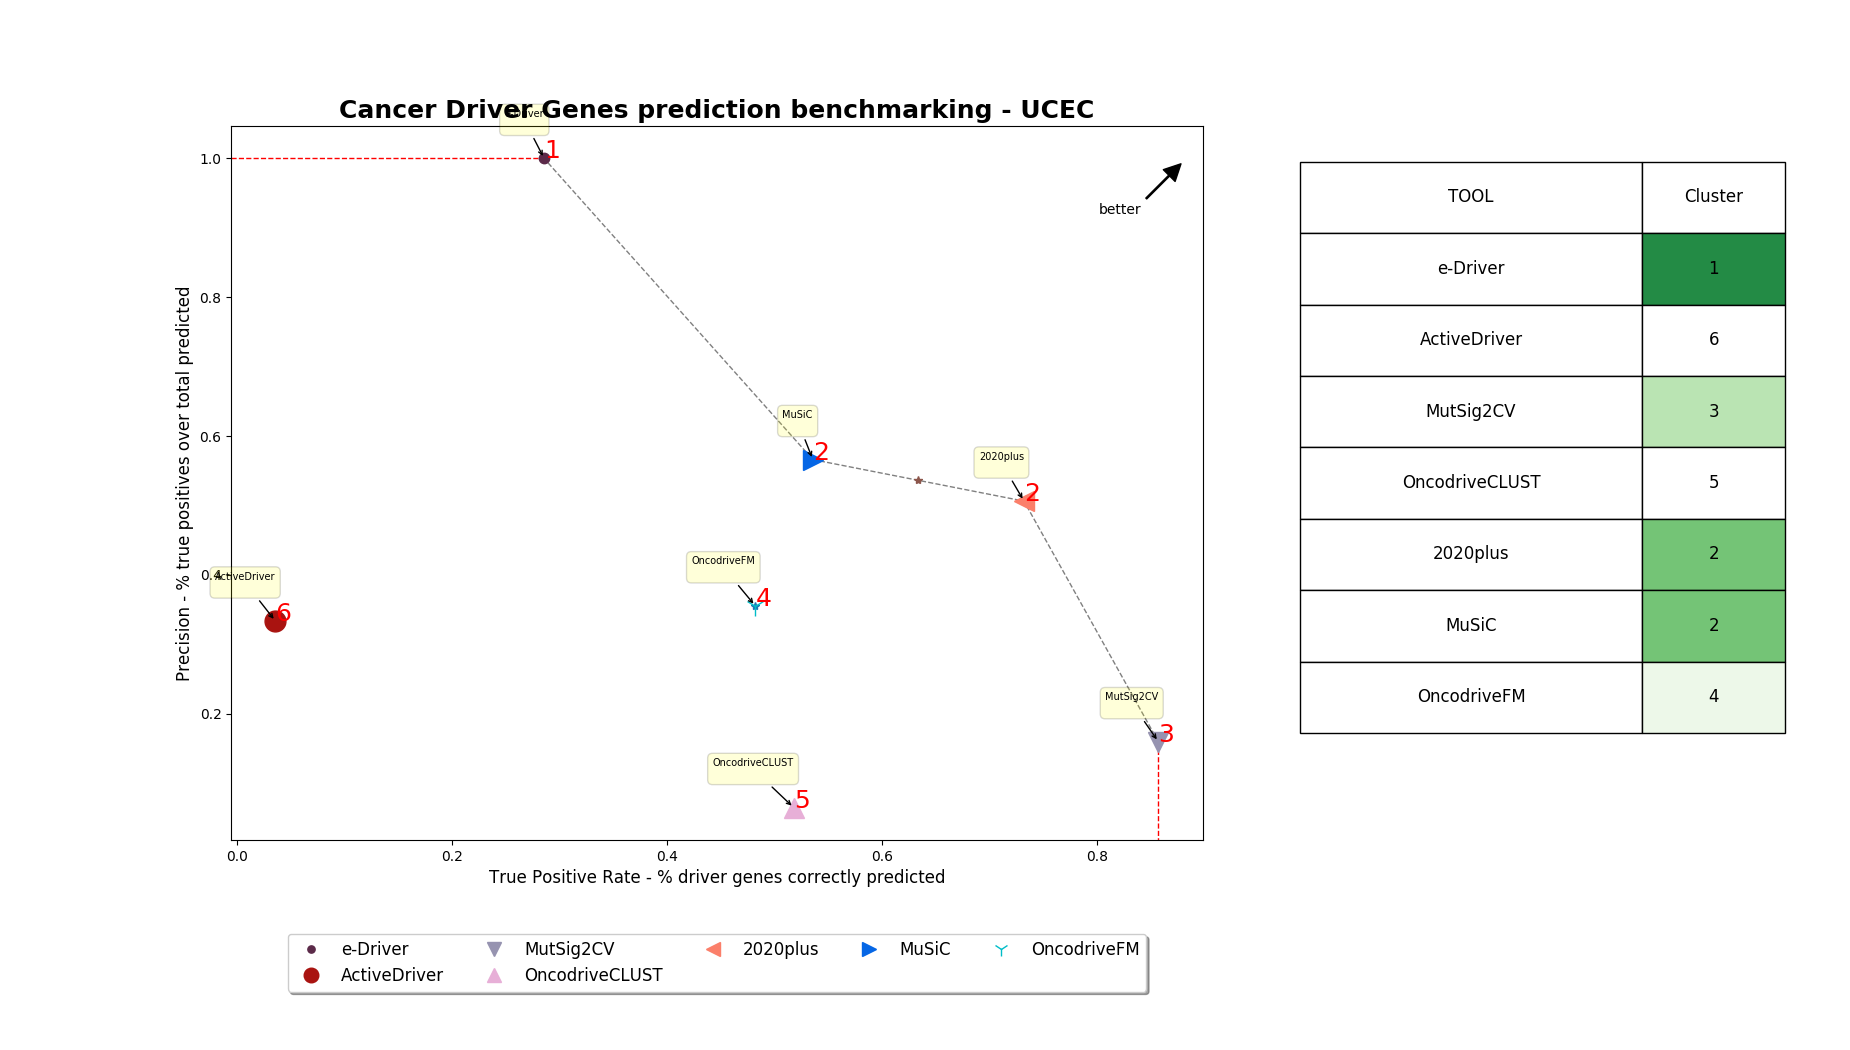 Cancer Driver Genes prediction benchmarking - UCEC
1
better
MuSiC
2
2020plus
2
OncodriveFM
4
ActiveDriver
6
MutSig2CV
3
OncodriveCLUST
5
1.0
0.8
0.6
0.4
0.2
Precision - % true positives over total predicted
0.0 0.2 0.4 0.6 0.8
True Positive Rate - % driver genes correctly predicted
e-Driver MutSig2CV 2020plus MuSiC OncodriveFM
ActiveDriver OncodriveCLUST
TOOL Cluster
e-Driver 1
ActiveDriver 6
MutSig2CV 3
OncodriveCLUST 5
2020plus 2
MuSiC 2
OncodriveFM 4